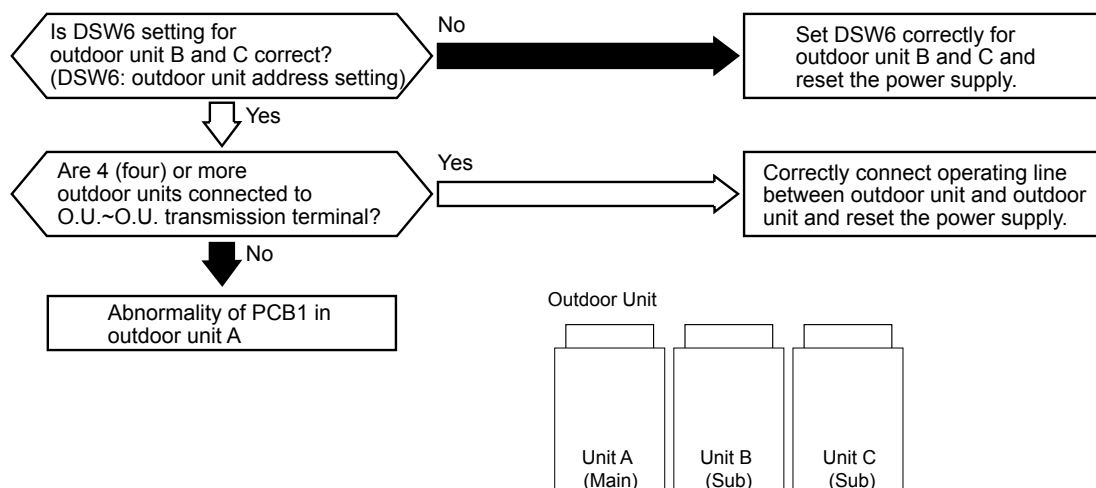 Is DSW6 setting for
outdoor unit B and C correct?
(DSW6: outdoor unit address setting)
No
Set DSW6 correctly for
outdoor unit B and C and
reset the power supply.
Yes
Are 4 (four) or more
outdoor units connected to
O.U.~O.U. transmission terminal?
Yes
Correctly connect operating line
between outdoor unit and outdoor
unit and reset the power supply.
No
Abnormality of PCB1 in
outdoor unit A
Outdoor Unit
Unit A
(Main)
Unit B
(Sub)
Unit C
(Sub)